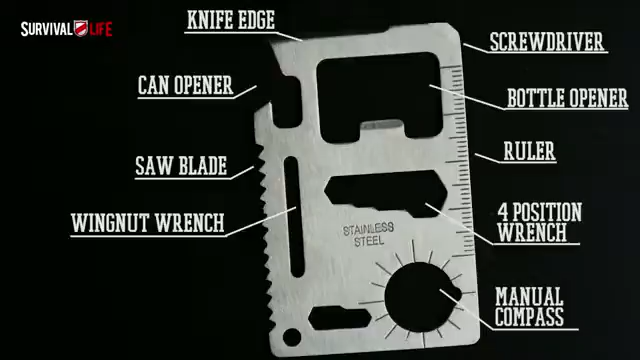 SURVIVAL LIFE
KNIFE EDGE
SCREWDRIVER
CAN OPENER
BOTTLE OPENER
SAW BLADE
RULER
WINGNUT WRENCH
4 POSITION
WRENCH
STAINLESS
STEEL
MANUAL
COMPASS